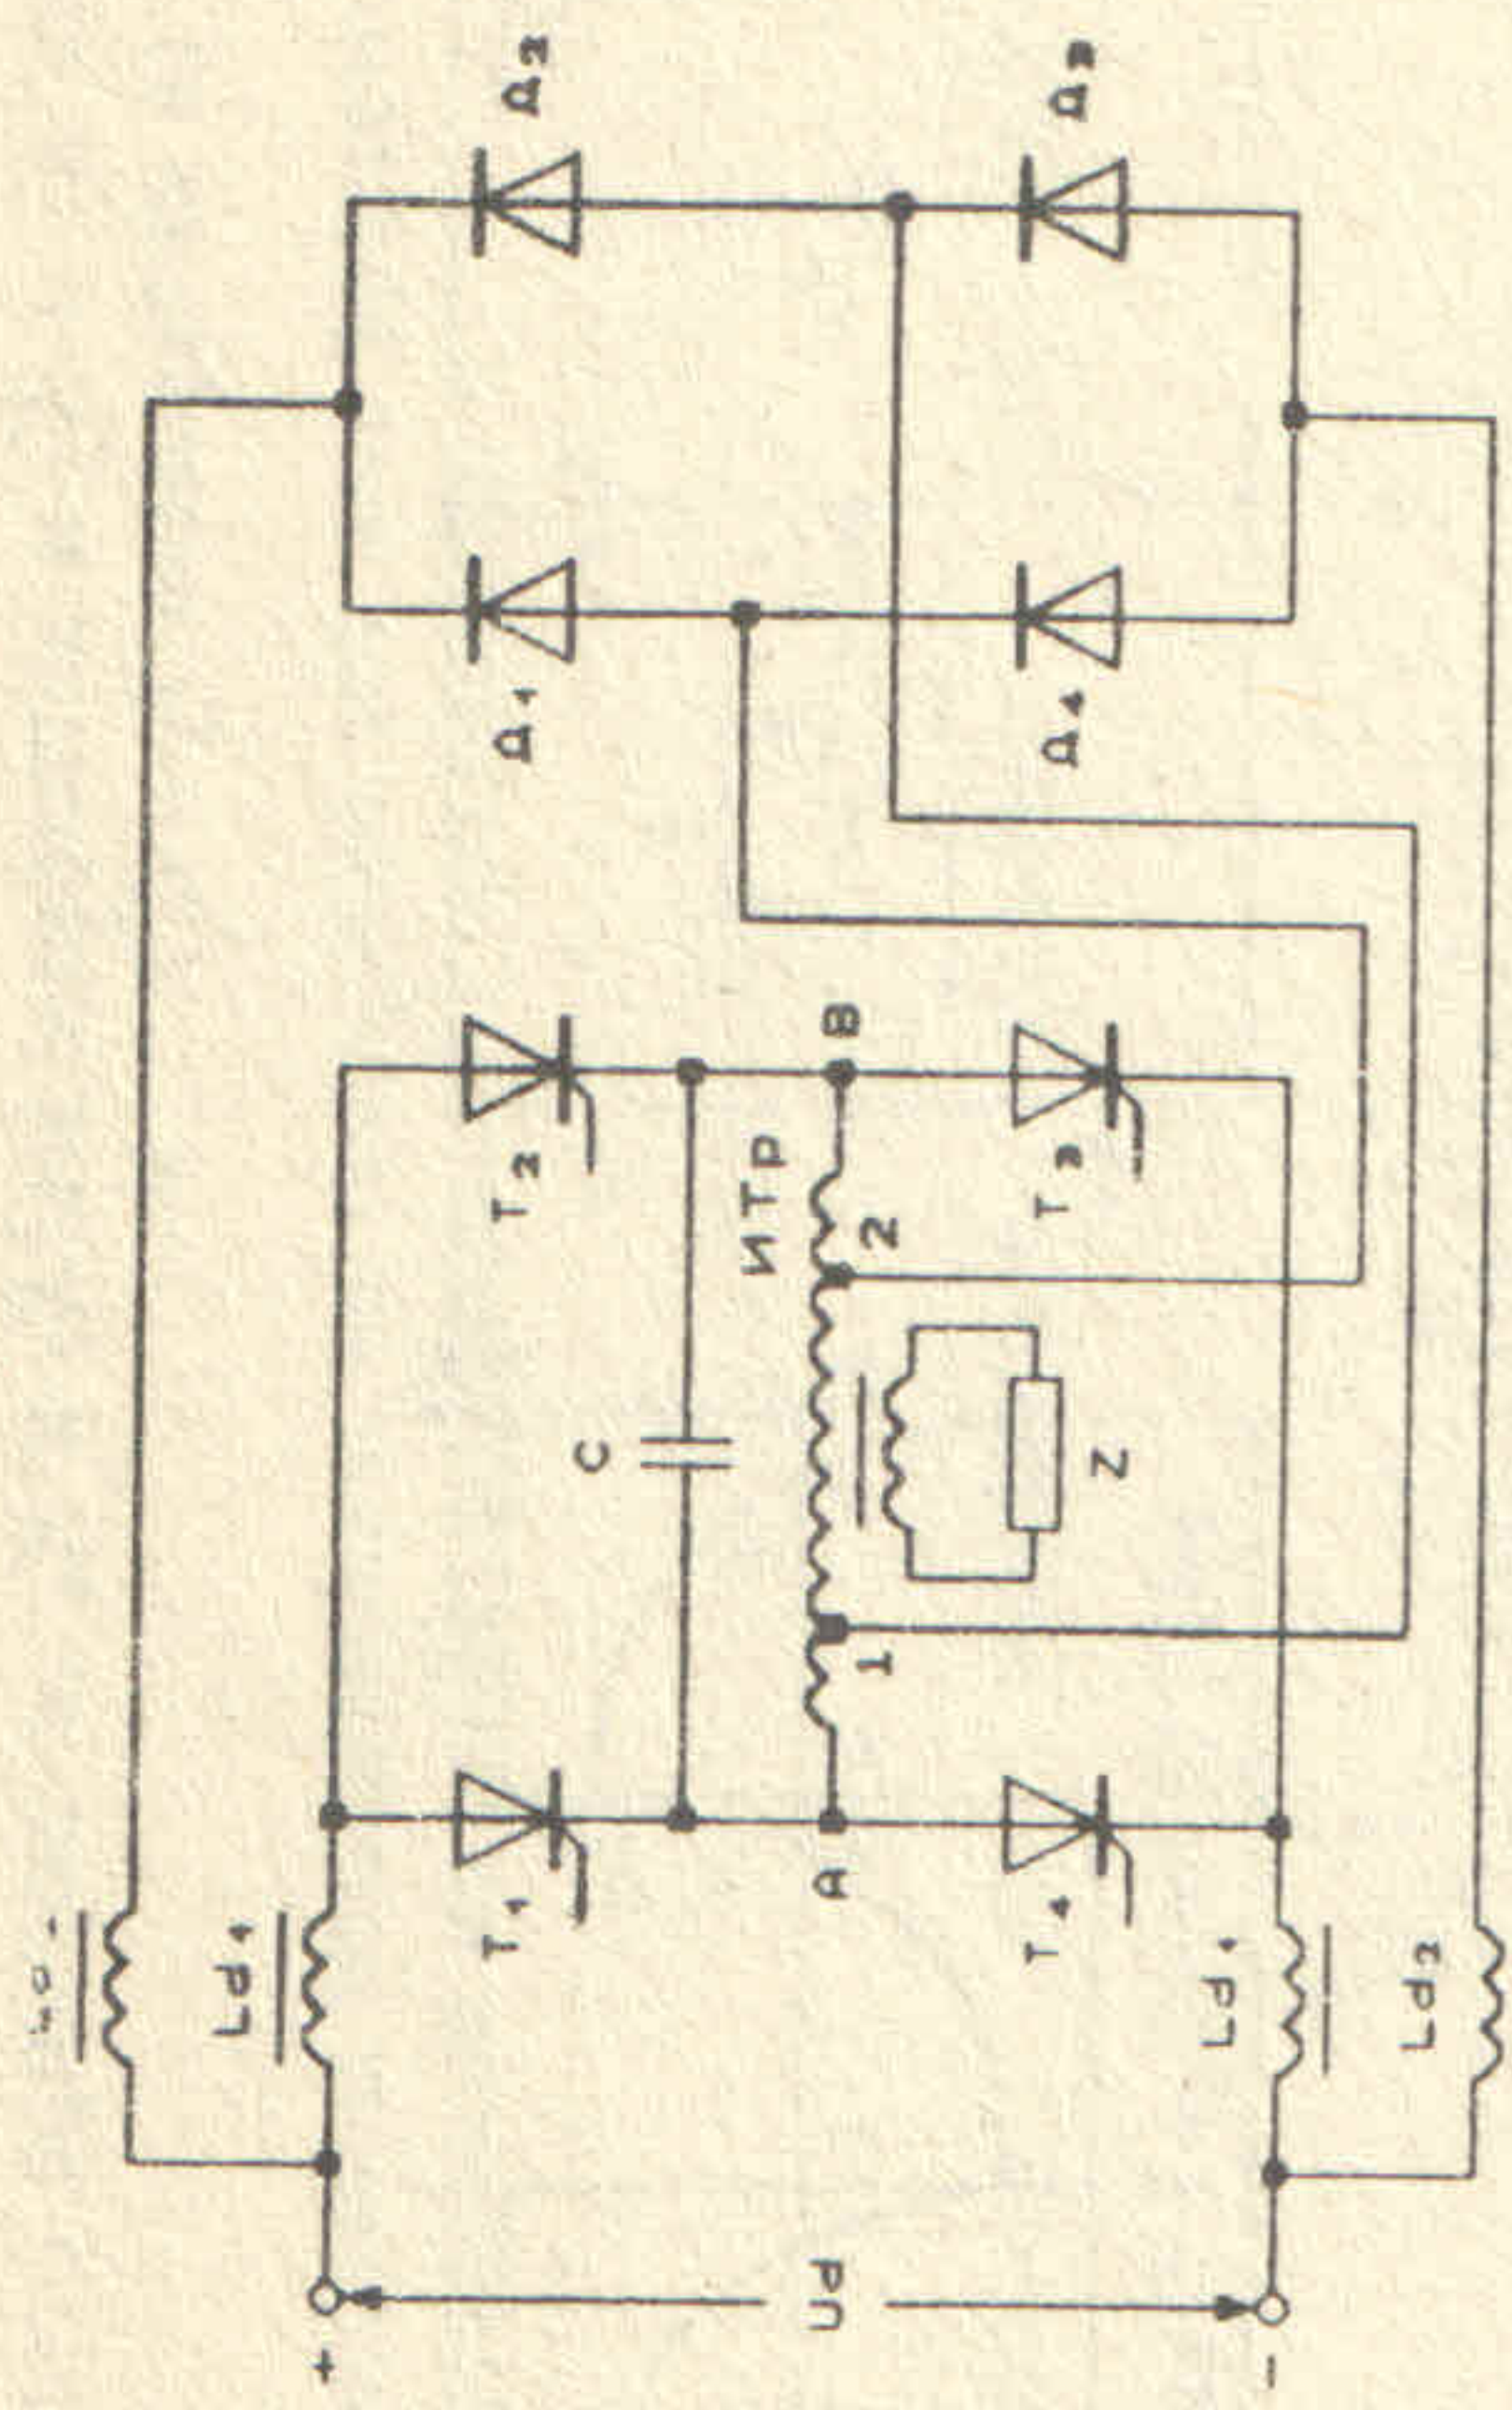 Д₂
Д₃
Д₁
Д₄
В
Т₂
ИТр
2
Т₃
С
Z
1
А
Т₁
Т₄
Ld₁
Ld₁
Ld₂
Ud
+
-